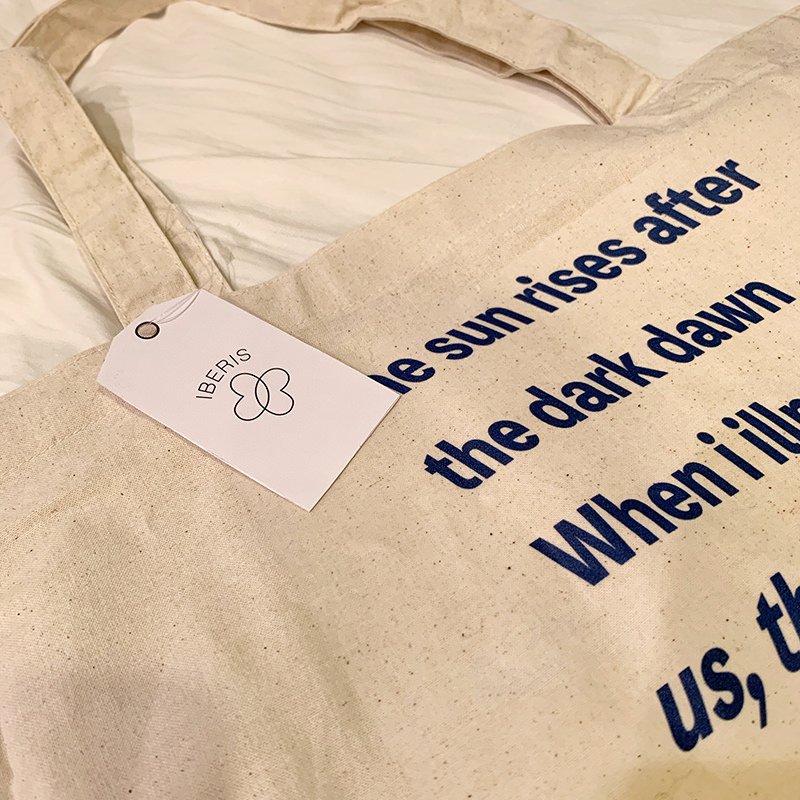 IBERIS
sun rises after
the dark dawn
When i
us,